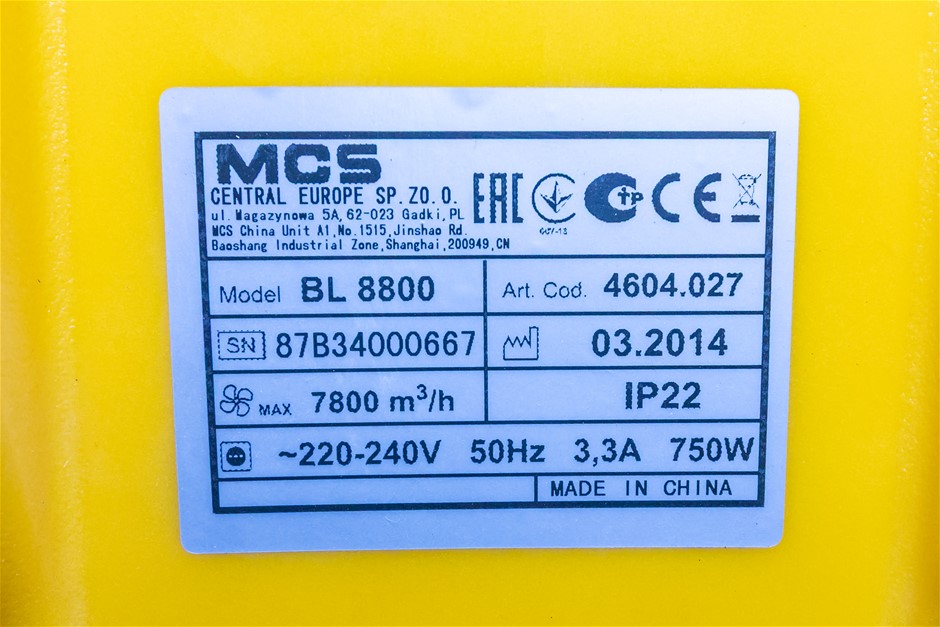 MCS
CENTRAL EUROPE SP. ZO. O.
ul. Magazynowa 5A, 62-023 Gadki, PL
MCS China Unit A1, No.1515, Jinshao Rd.
Baoshang Industrial Zone, Shanghai, 200949, CN
EAC TP CE
Model BL 8800
Art. Cod. 4604.027
SN 87B34000667
03.2014
MAX 7800 m³/h
IP22
~220-240V 50Hz 3,3A 750W
MADE IN CHINA